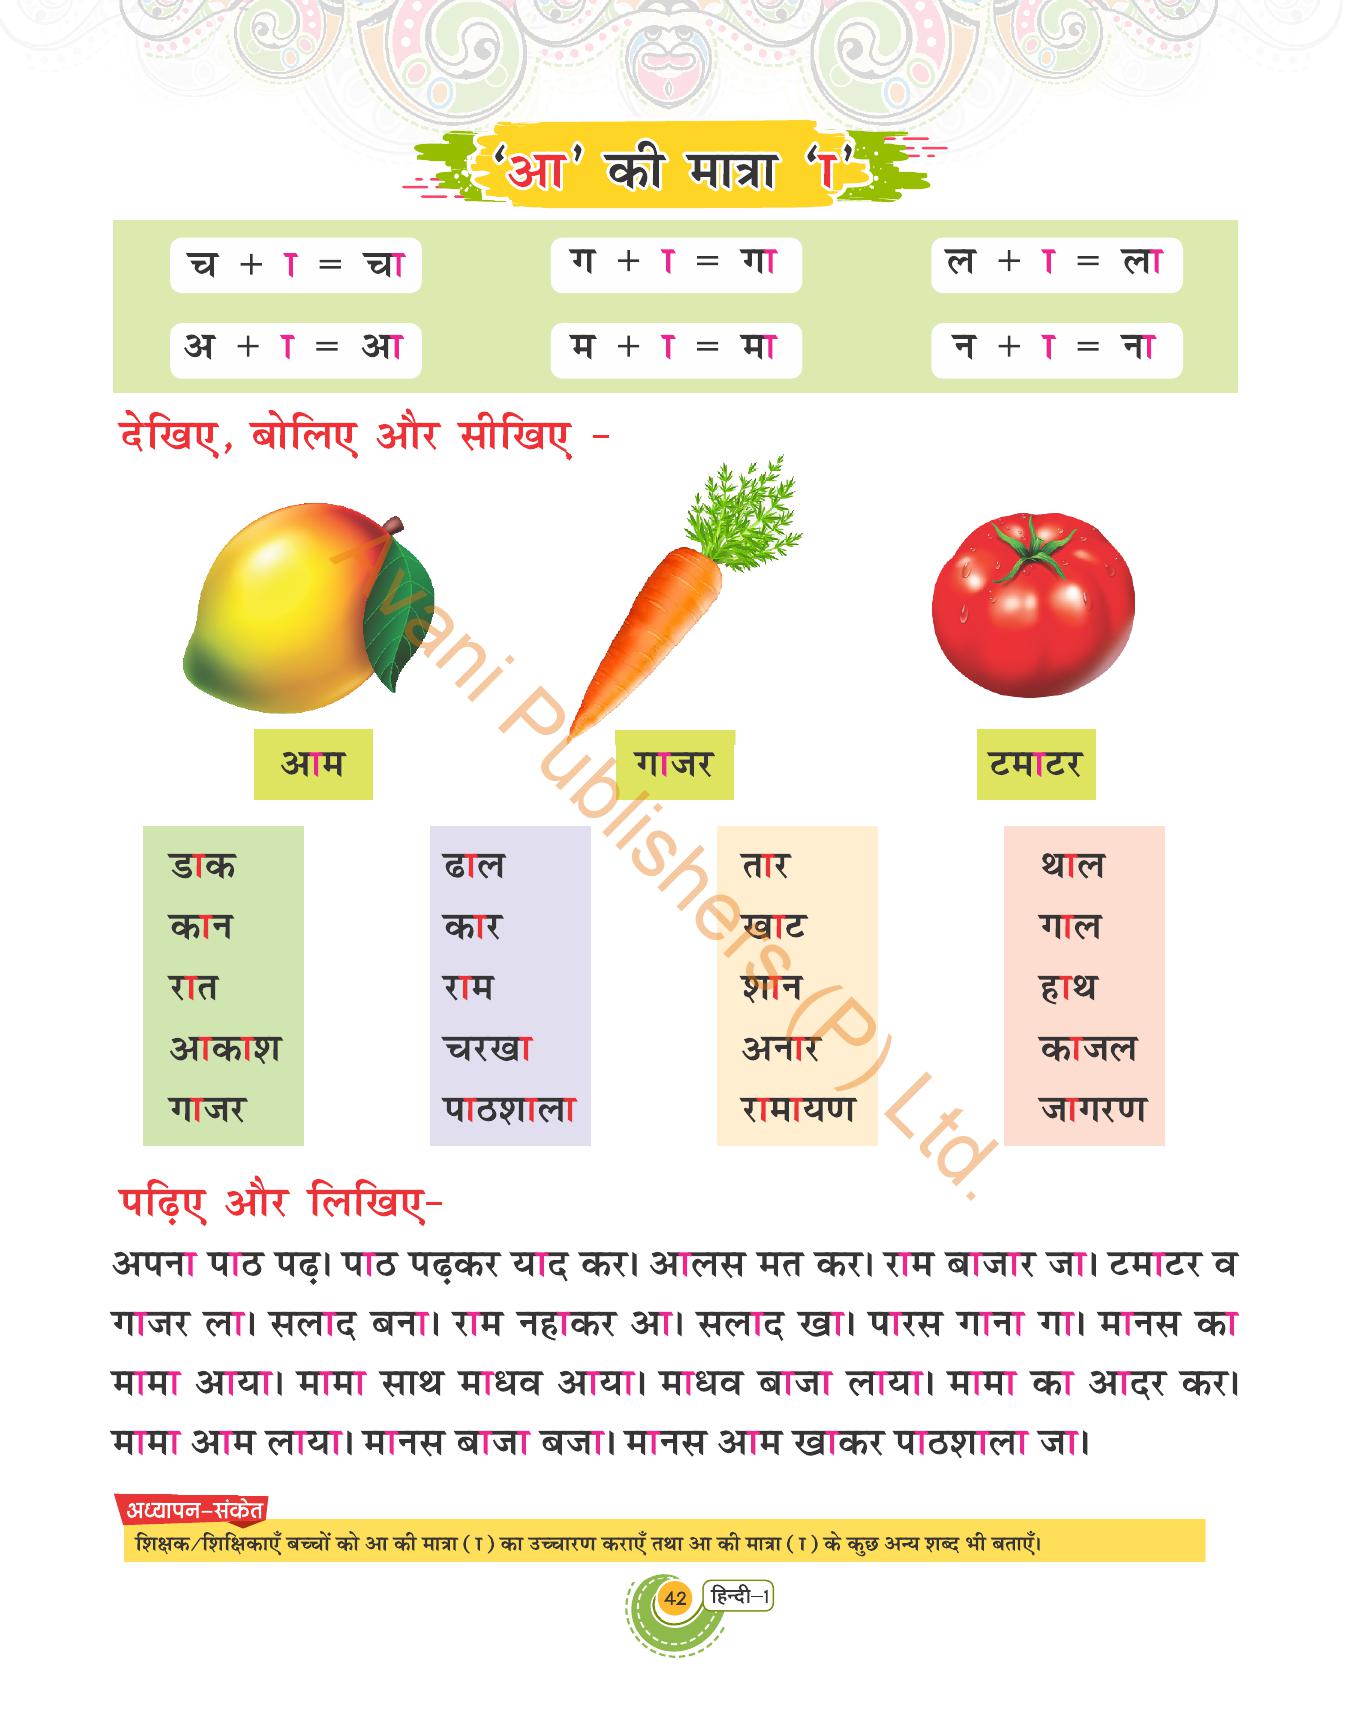 ‘आ’ की मात्रा ‘ा’
च + ा = चा ग + ा = गा ल + ा = ला
अ + ा = आ म + ा = मा न + ा = ना
देखिए, बोलिए और सीखिए -
आम गाजर टमाटर
डाक ढाल तार थाल
कान कार खाट गाल
रात राम शान हाथ
आकाश चरखा अनार काजल
गाजर पाठशाला रामायण जागरण
Avani Publishers (P) Ltd.
पढ़िए और लिखिए-
अपना पाठ पढ़। पाठ पढ़कर याद कर। आलस मत कर। राम बाजार जा। टमाटर व
गाजर ला। सलाद बना। राम नहाकर आ। सलाद खा। पारस गाना गा। मानस का
मामा आया। मामा साथ माधव आया। माधव बाजा लाया। मामा का आदर कर।
मामा आम लाया। मानस बाजा बजा। मानस आम खाकर पाठशाला जा।
अध्यापन-संकेत
शिक्षक/शिक्षिकाएँ बच्चों को आ की मात्रा ( ा ) का उच्चारण कराएँ तथा आ की मात्रा ( ा ) के कुछ अन्य शब्द भी बताएँ।
42 हिन्दी-1